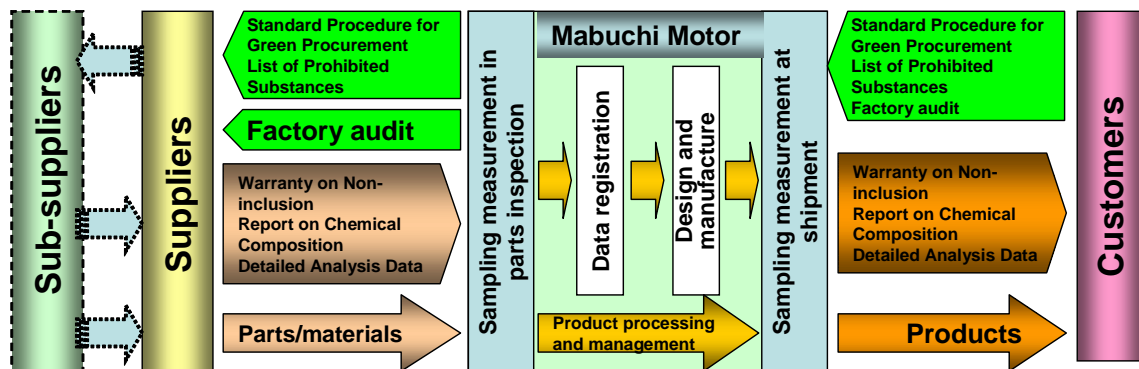 Sub-suppliers
Suppliers
Standard Procedure for
Green Procurement
List of Prohibited
Substances
Factory audit
Warranty on Non-
inclusion
Report on Chemical
Composition
Detailed Analysis Data
Parts/materials
Sampling measurement in
parts inspection
Mabuchi Motor
Data registration
Design and
manufacture
Product processing
and management
Sampling measurement at
shipment
Standard Procedure for
Green Procurement
List of Prohibited
Substances
Factory audit
Warranty on Non-
inclusion
Report on Chemical
Composition
Detailed Analysis Data
Products
Customers